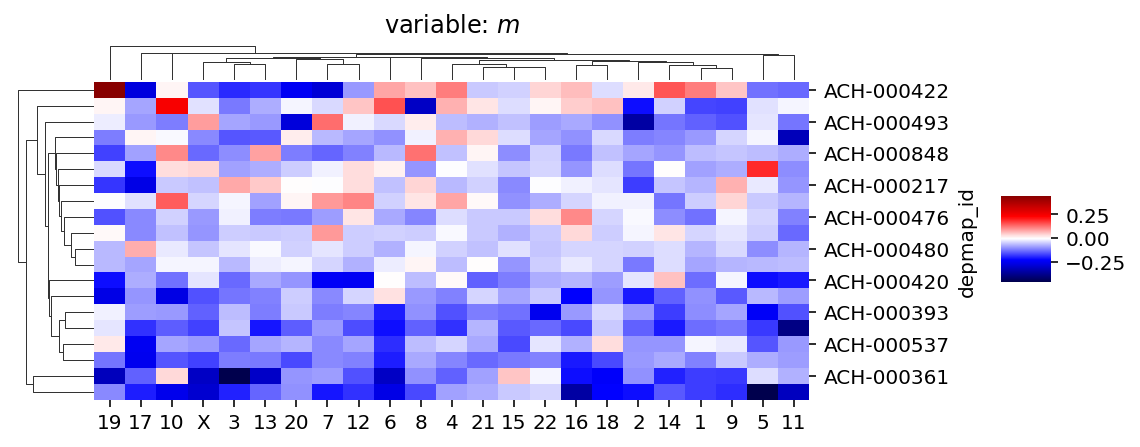 variable: m
ACH-000422
ACH-000493
ACH-000848
ACH-000217
ACH-000476
ACH-000480
ACH-000420
ACH-000393
ACH-000537
ACH-000361
depmap_id
0.25
0.00
−0.25
19 17 10 X 3 13 20 7 12 6 8 4 21 15 22 16 18 2 14 1 9 5 11